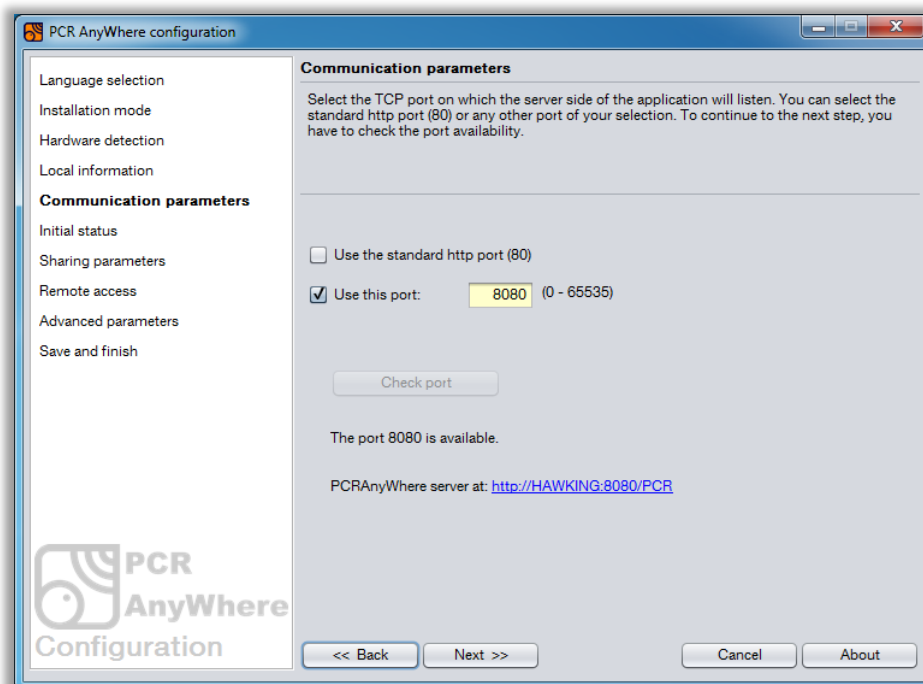 PCR AnyWhere configuration
Language selection
Installation mode
Hardware detection
Local information
Communication parameters
Initial status
Sharing parameters
Remote access
Advanced parameters
Save and finish
PCR
AnyWhere
Configuration
Communication parameters
Select the TCP port on which the server side of the application will listen. You can select the
standard http port (80) or any other port of your selection. To continue to the next step, you
have to check the port availability.
Use the standard http port (80)
Use this port: 8080 (0 - 65535)
Check port
The port 8080 is available.
PCRAnyWhere server at: http://HAWKING:8080/PCR
<< Back Next >> Cancel About